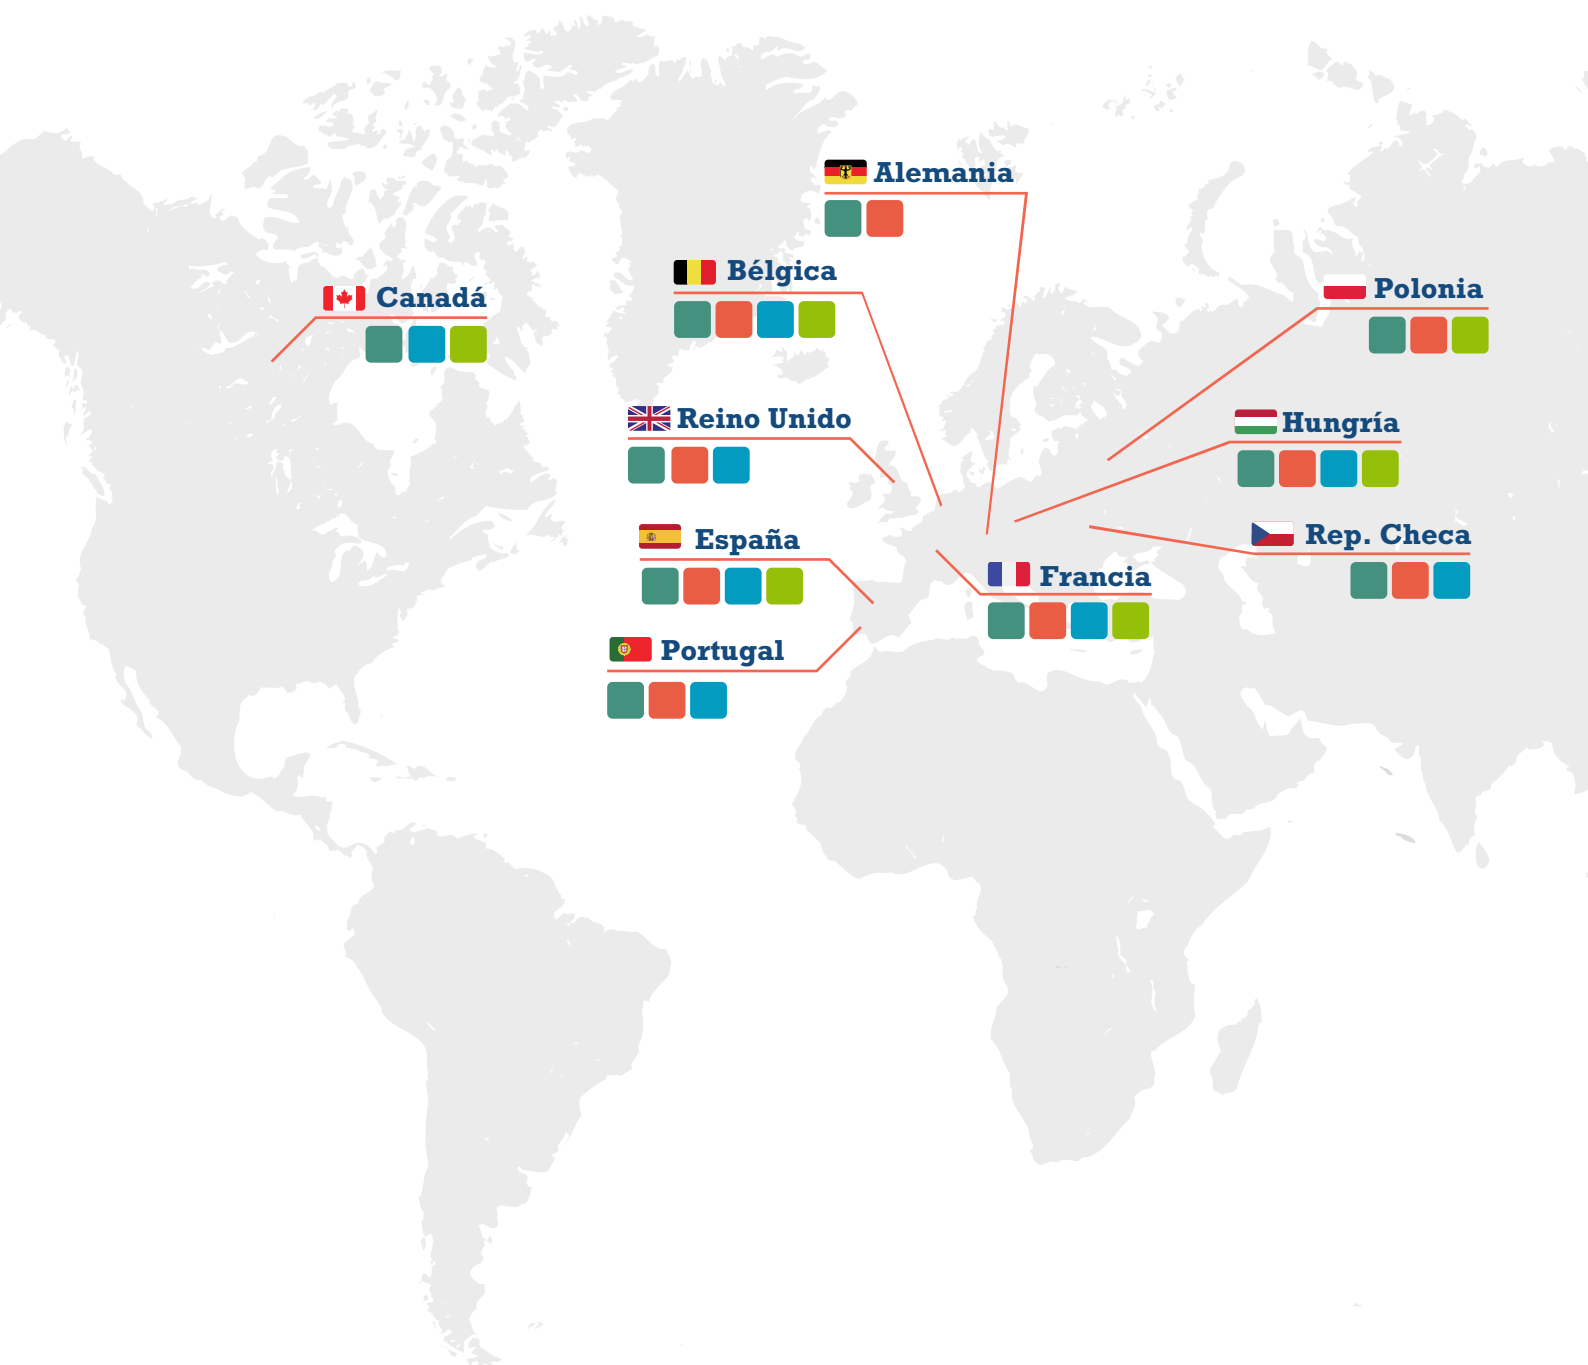 Alemania
Bélgica
Canadá
Polonia
Reino Unido
Hungría
España
Rep. Checa
Francia
Portugal